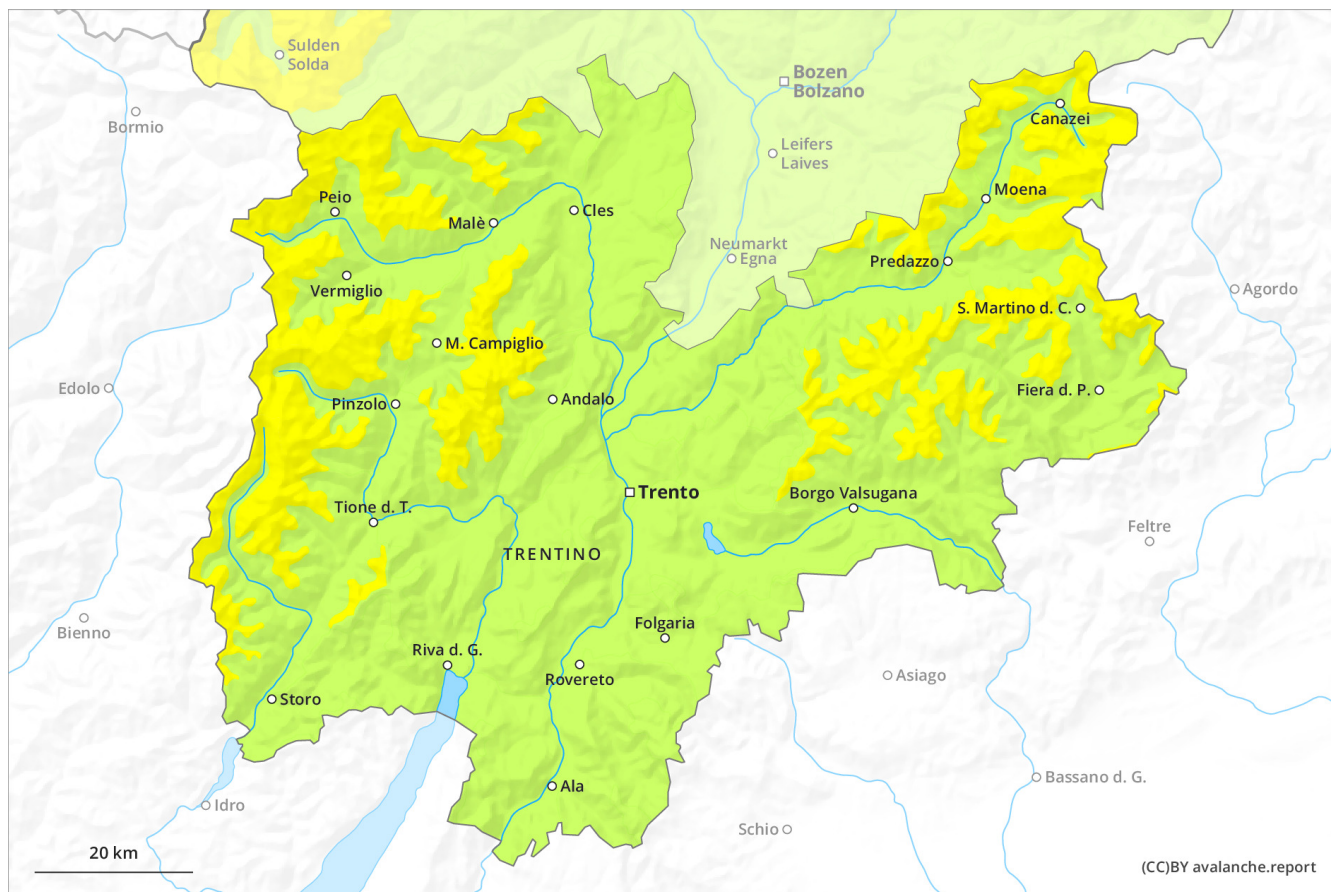 Sulden
Solda
Bozen
Bolzano
Bormio
Canazei
Leifers
Laives
Peio
Moena
Malè
Cles
Neumarkt
Egna
Predazzo
Vermiglio
Agordo
S. Martino d. C.
M. Campiglio
Edolo
Pinzolo
Andalo
Fiera d. P.
Trento
Borgo Valsugana
Tione d. T.
Feltre
TRENTINO
Bienno
Folgaria
Riva d. G.
Rovereto
Asiago
Storo
Bassano d. G.
Ala
Idro
Schio
20 km
(CC)BY avalanche.report